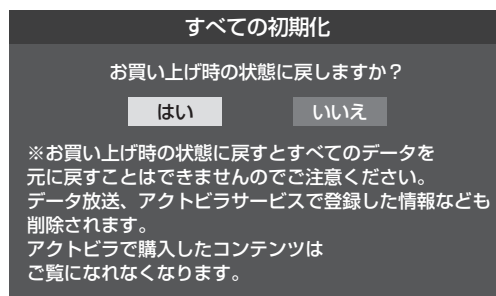 すべての初期化
お買い上げ時の状態に戻しますか？
はい いいえ
※お買い上げ時の状態に戻すとすべてのデータを
元に戻すことはできませんのでご注意ください。
データ放送、アクトビラサービスで登録した情報なども
削除されます。
アクトビラで購入したコンテンツは
ご覧になれなくなります。